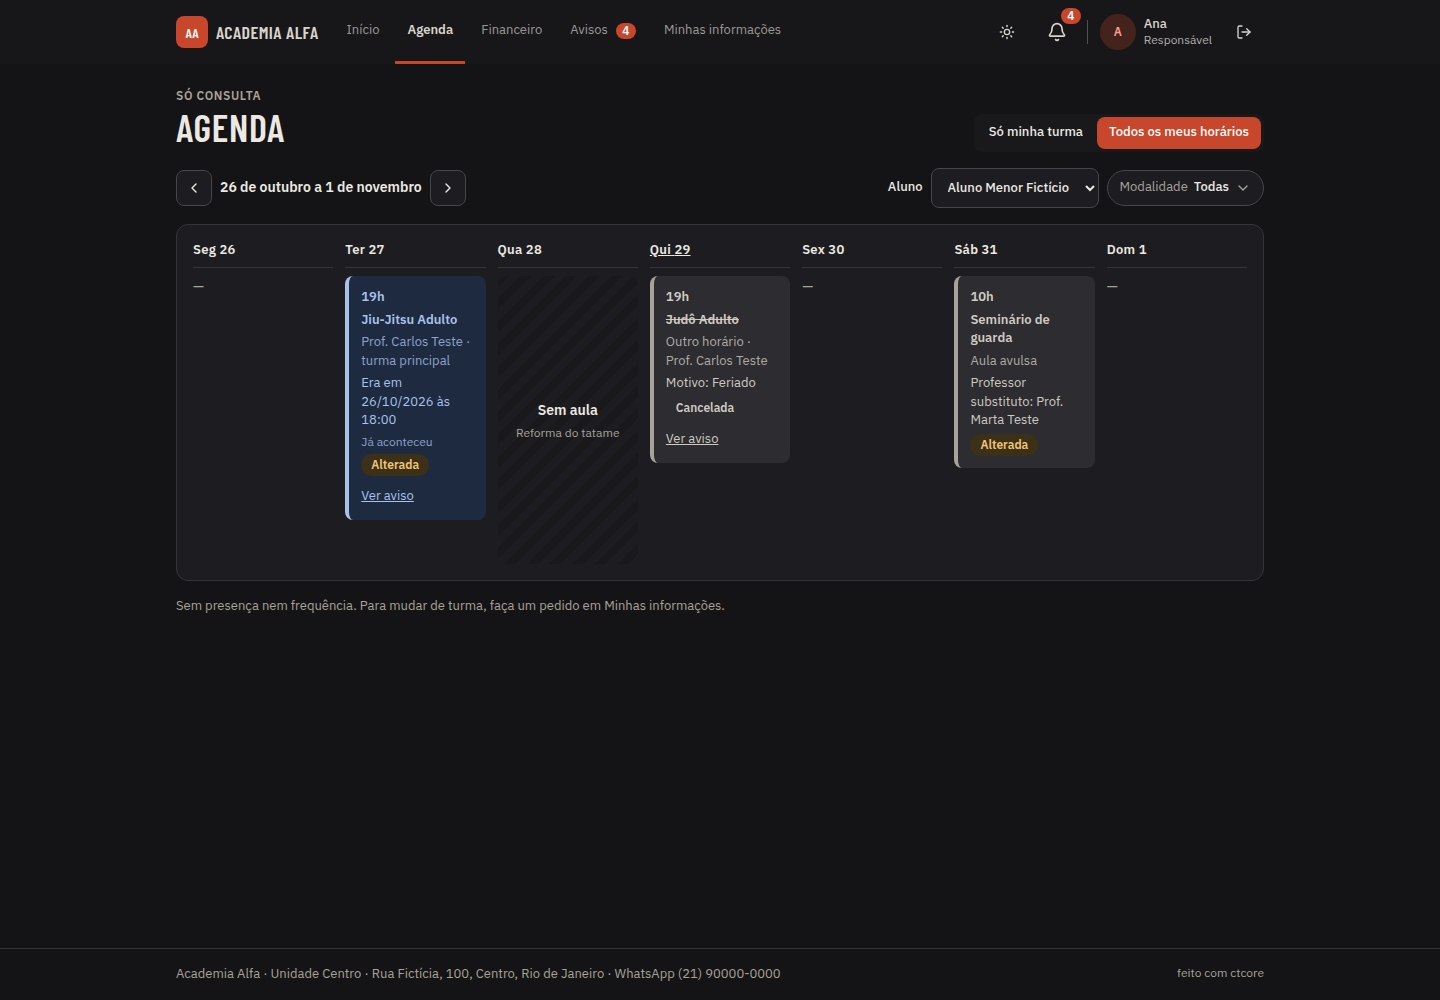 AA ACADEMIA ALFA Início Agenda Financeiro Avisos 4 Minhas informações 4 A Ana
Responsável
SÓ CONSULTA
AGENDA
Só minha turma Todos os meus horários
26 de outubro a 1 de novembro
Aluno Aluno Menor Fictício Modalidade Todas
Seg 26
—
Ter 27
19h
Jiu-Jitsu Adulto
Prof. Carlos Teste ·
turma principal
Era em
26/10/2026 às
18:00
Já aconteceu
Alterada
Ver aviso
Qua 28
Sem aula
Reforma do tatame
Qui 29
19h
Judô Adulto
Outro horário ·
Prof. Carlos Teste
Motivo: Feriado
Cancelada
Ver aviso
Sex 30
—
Sáb 31
10h
Seminário de
guarda
Aula avulsa
Professor
substituto: Prof.
Marta Teste
Alterada
Dom 1
—
Sem presença nem frequência. Para mudar de turma, faça um pedido em Minhas informações.
Academia Alfa · Unidade Centro · Rua Fictícia, 100, Centro, Rio de Janeiro · WhatsApp (21) 90000-0000
feito com ctcore